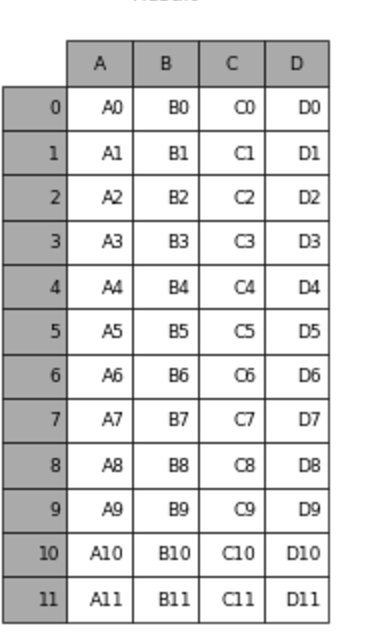 A B C D
0 A0 B0 C0 D0
1 A1 B1 C1 D1
2 A2 B2 C2 D2
3 A3 B3 C3 D3
4 A4 B4 C4 D4
5 A5 B5 C5 D5
6 A6 B6 C6 D6
7 A7 B7 C7 D7
8 A8 B8 C8 D8
9 A9 B9 C9 D9
10 A10 B10 C10 D10
11 A11 B11 C11 D11